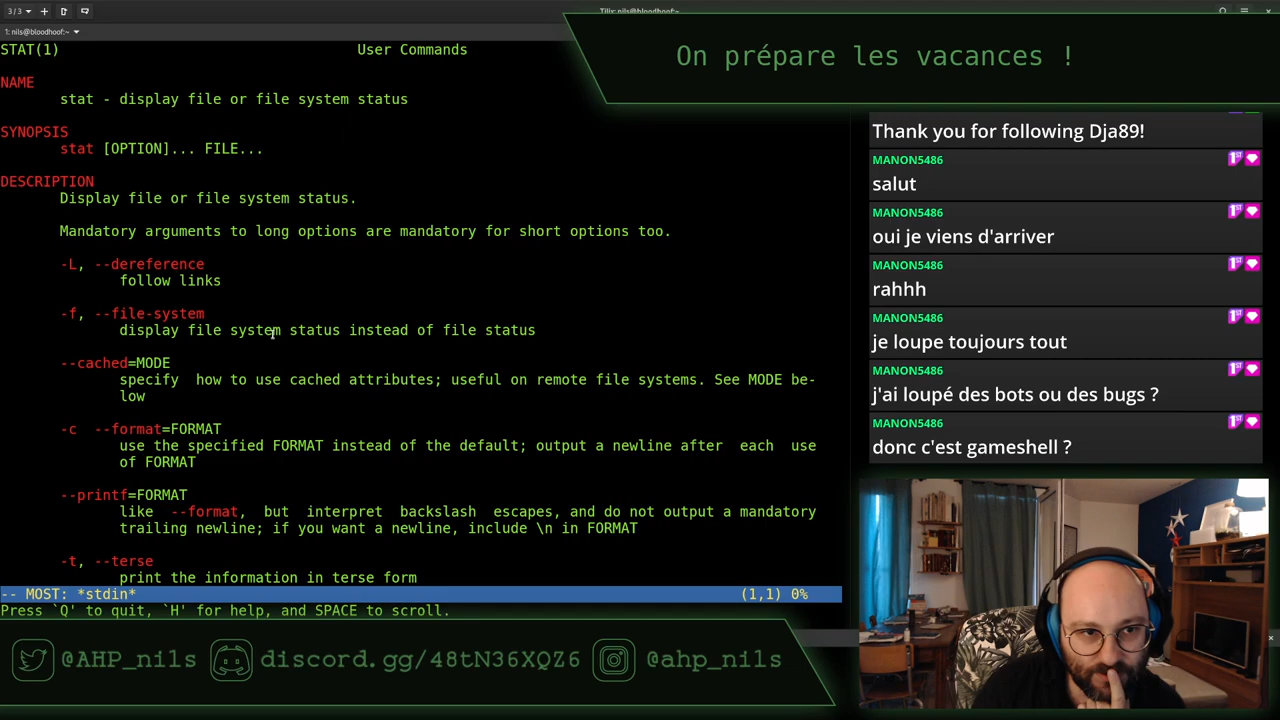 3/3
Tilix: nils@bloodhoof:~
1: nils@bloodhoof:~
On prépare les vacances !
STAT(1) User Commands
NAME
stat - display file or file system status
SYNOPSIS
stat [OPTION]... FILE...
DESCRIPTION
Display file or file system status.
Mandatory arguments to long options are mandatory for short options too.
-L, --dereference
follow links
-f, --file-system
display file system status instead of file status
--cached=MODE
specify how to use cached attributes; useful on remote file systems. See MODE be-
low
-c --format=FORMAT
use the specified FORMAT instead of the default; output a newline after each use
of FORMAT
--printf=FORMAT
like --format, but interpret backslash escapes, and do not output a mandatory
trailing newline; if you want a newline, include \n in FORMAT
-t, --terse
print the information in terse form
-- MOST: *stdin* (1,1) 0%
Press `Q' to quit, `H' for help, and SPACE to scroll.
Thank you for following Dja89!
MANON5486
salut
MANON5486
oui je viens d'arriver
MANON5486
rahhh
MANON5486
je loupe toujours tout
MANON5486
j'ai loupé des bots ou des bugs ?
MANON5486
donc c'est gameshell ?
@AHP_nils discord.gg/48tN36XQZ6 @ahp_nils